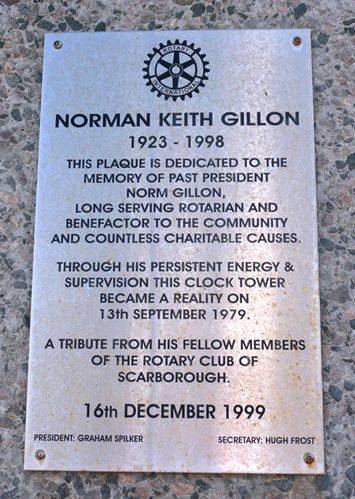 ROTARY
INTERNATIONAL
NORMAN KEITH GILLON
1923 - 1998
THIS PLAQUE IS DEDICATED TO THE
MEMORY OF PAST PRESIDENT
NORM GILLON,
LONG SERVING ROTARIAN AND
BENEFACTOR TO THE COMMUNITY
AND COUNTLESS CHARITABLE CAUSES.
THROUGH HIS PERSISTENT ENERGY &
SUPERVISION THIS CLOCK TOWER
BECAME A REALITY ON
13th SEPTEMBER 1979.
A TRIBUTE FROM HIS FELLOW MEMBERS
OF THE ROTARY CLUB OF
SCARBOROUGH.
16th DECEMBER 1999
PRESIDENT: GRAHAM SPILKER SECRETARY: HUGH FROST